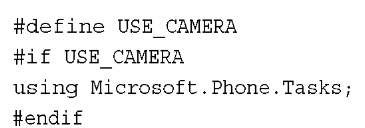 #define USE_CAMERA
#if USE_CAMERA
using Microsoft.Phone.Tasks;
#endif